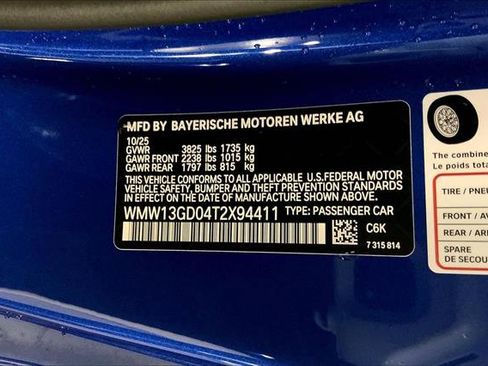 MFD BY BAYERISCHE MOTOREN WERKE AG
10/25
GVWR 3825 lbs 1735 kg
GAWR FRONT 2238 lbs 1015 kg
GAWR REAR 1797 lbs 815 kg
THIS VEHICLE CONFORMS TO ALL APPLICABLE U.S.FEDERAL MOTOR
VEHICLE SAFETY, BUMPER AND THEFT PREVENTION STANDARDS
IN EFFECT ON THE DATE OF MANUFACTURE SHOWN ABOVE.
WMW13GD04T2X94411 TYPE: PASSENGER CAR
C6K
7 315 814
The combine
Le poids total
TIRE / PNEU
FRONT / AV
REAR / ARR
SPARE
DE SECOURS